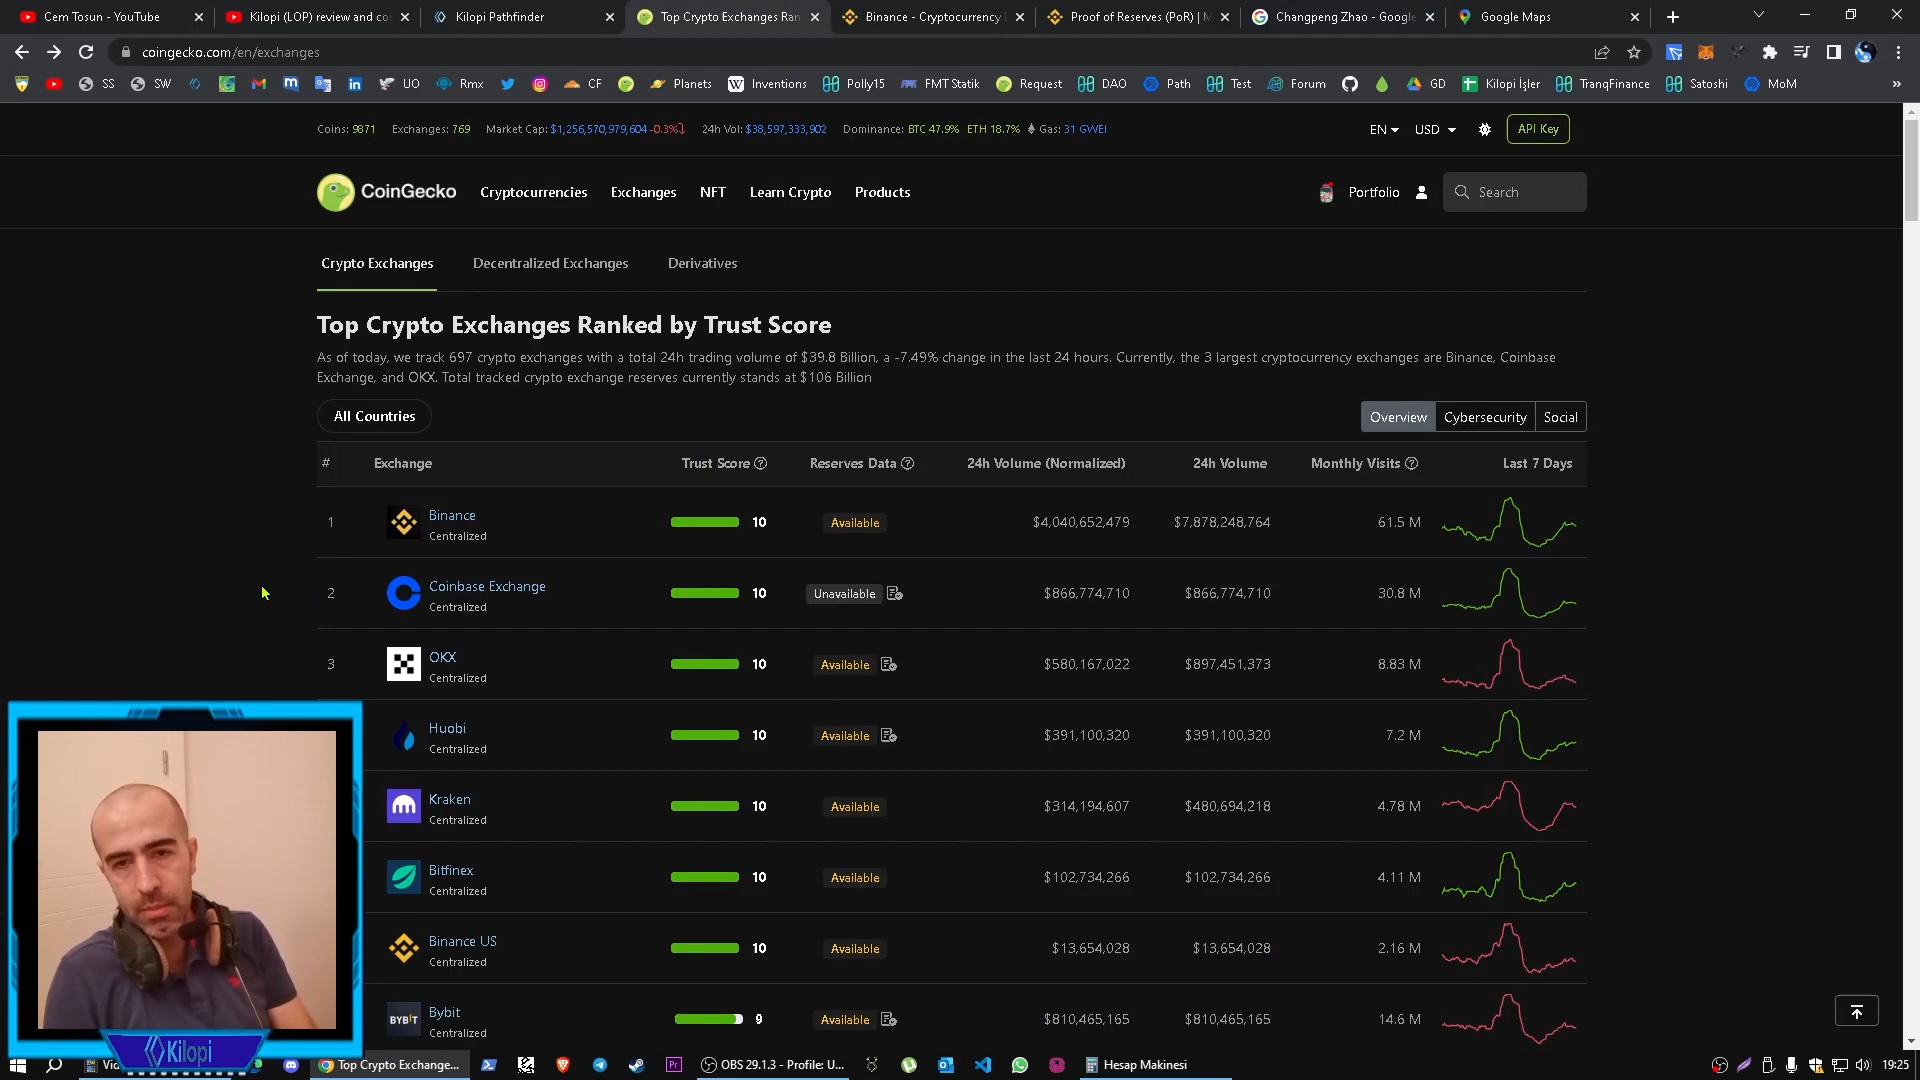 Cem Tosun - YouTube
Kilopi (LOP) review and co
Kilopi Pathfinder
Top Crypto Exchanges Ran
Binance - Cryptocurrency
Proof of Reserves (PoR) |
Changpeng Zhao - Google
Google Maps
coingecko.com/en/exchanges
SS
SW
UO
Rmx
CF
Planets
Inventions
Polly15
FMT Statik
Request
DAO
Path
Test
Forum
GD
Kilopi İşler
TranqFinance
Satoshi
MoM
Coins: 9871 Exchanges: 769 Market Cap: $1,256,570,979,604 -0.3% 24h Vol: $38,597,333,902 Dominance: BTC 47.9% ETH 18.7% Gas: 31 GWEI
EN USD API Key
CoinGecko Cryptocurrencies Exchanges NFT Learn Crypto Products
Portfolio Search
Crypto Exchanges Decentralized Exchanges Derivatives
Top Crypto Exchanges Ranked by Trust Score
As of today, we track 697 crypto exchanges with a total 24h trading volume of $39.8 Billion, a -7.49% change in the last 24 hours. Currently, the 3 largest cryptocurrency exchanges are Binance, Coinbase
Exchange, and OKX. Total tracked crypto exchange reserves currently stands at $106 Billion
All Countries
Overview Cybersecurity Social
# Exchange Trust Score Reserves Data 24h Volume (Normalized) 24h Volume Monthly Visits Last 7 Days
1 Binance 10 Available $4,040,652,479 $7,878,248,764 61.5 M
Centralized
2 Coinbase Exchange 10 Unavailable $866,774,710 $866,774,710 30.8 M
Centralized
3 OKX 10 Available $580,167,022 $897,451,373 8.83 M
Centralized
Huobi 10 Available $391,100,320 $391,100,320 7.2 M
Centralized
Kraken 10 Available $314,194,607 $480,694,218 4.78 M
Centralized
Bitfinex 10 Available $102,734,266 $102,734,266 4.11 M
Centralized
Binance US 10 Available $13,654,028 $13,654,028 2.16 M
Centralized
BYBIT Bybit 9 Available $810,465,165 $810,465,165 14.6 M
Centralized
Kilopi
Top Crypto Exchange...
Pr
OBS 29.1.3 - Profile: U...
Hesap Makinesi
19:25